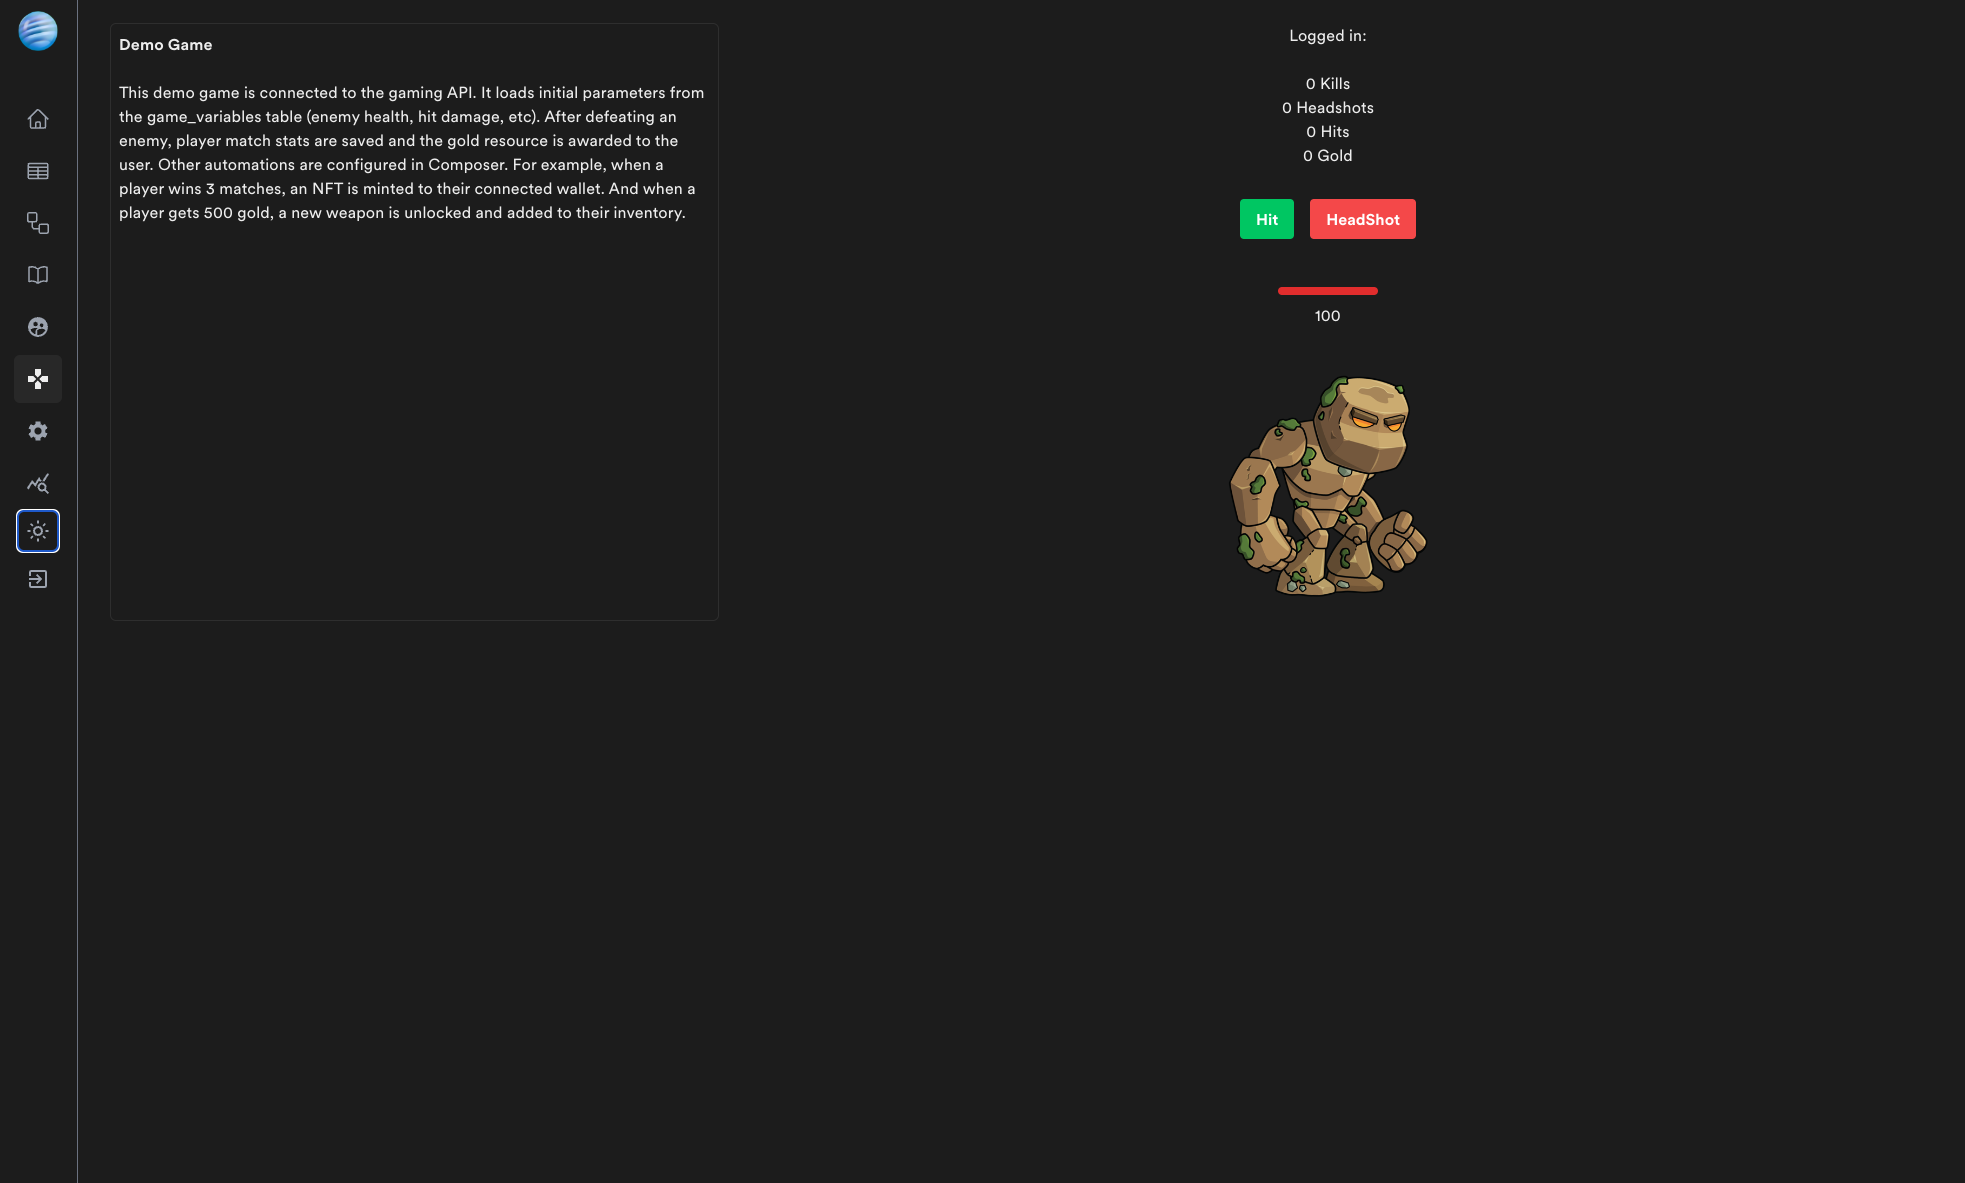 Demo Game
This demo game is connected to the gaming API. It loads initial parameters from
the game_variables table (enemy health, hit damage, etc). After defeating an
enemy, player match stats are saved and the gold resource is awarded to the
user. Other automations are configured in Composer. For example, when a
player wins 3 matches, an NFT is minted to their connected wallet. And when a
player gets 500 gold, a new weapon is unlocked and added to their inventory.
Logged in:
0 Kills
0 Headshots
0 Hits
0 Gold
Hit
HeadShot
100